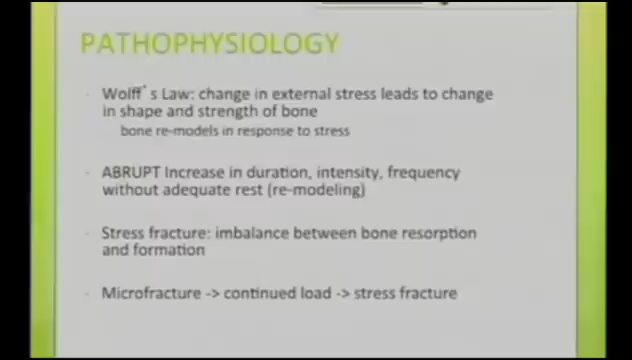 PATHOPHYSIOLOGY
- Wolff's Law: change in external stress leads to change
in shape and strength of bone
bone re-models in response to stress
- ABRUPT Increase in duration, intensity, frequency
without adequate rest (re-modeling)
- Stress fracture: imbalance between bone resorption
and formation
- Microfracture -> continued load -> stress fracture